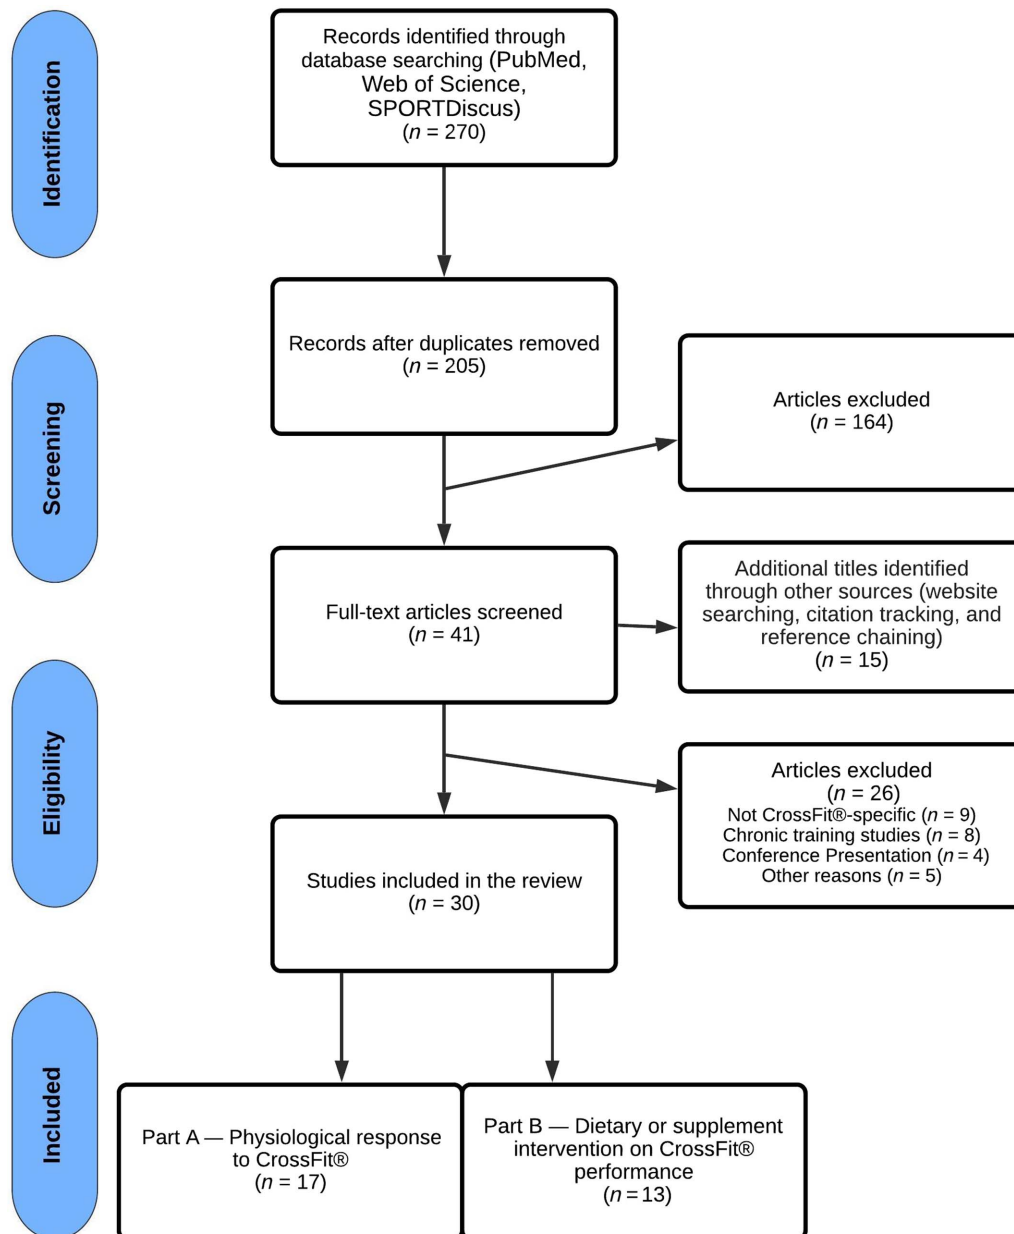 Identification
Records identified through
database searching (PubMed,
Web of Science,
SPORTDiscus)
(n = 270)
Records after duplicates removed
(n = 205)
Screening
Articles excluded
(n = 164)
Full-text articles screened
(n = 41)
Additional titles identified
through other sources (website
searching, citation tracking, and
reference chaining)
(n = 15)
Eligibility
Articles excluded
(n = 26)
Not CrossFit®-specific (n = 9)
Chronic training studies (n = 8)
Conference Presentation (n = 4)
Other reasons (n = 5)
Studies included in the review
(n = 30)
Included
Part A — Physiological response
to CrossFit®
(n = 17)
Part B — Dietary or supplement
intervention on CrossFit®
performance
(n = 13)